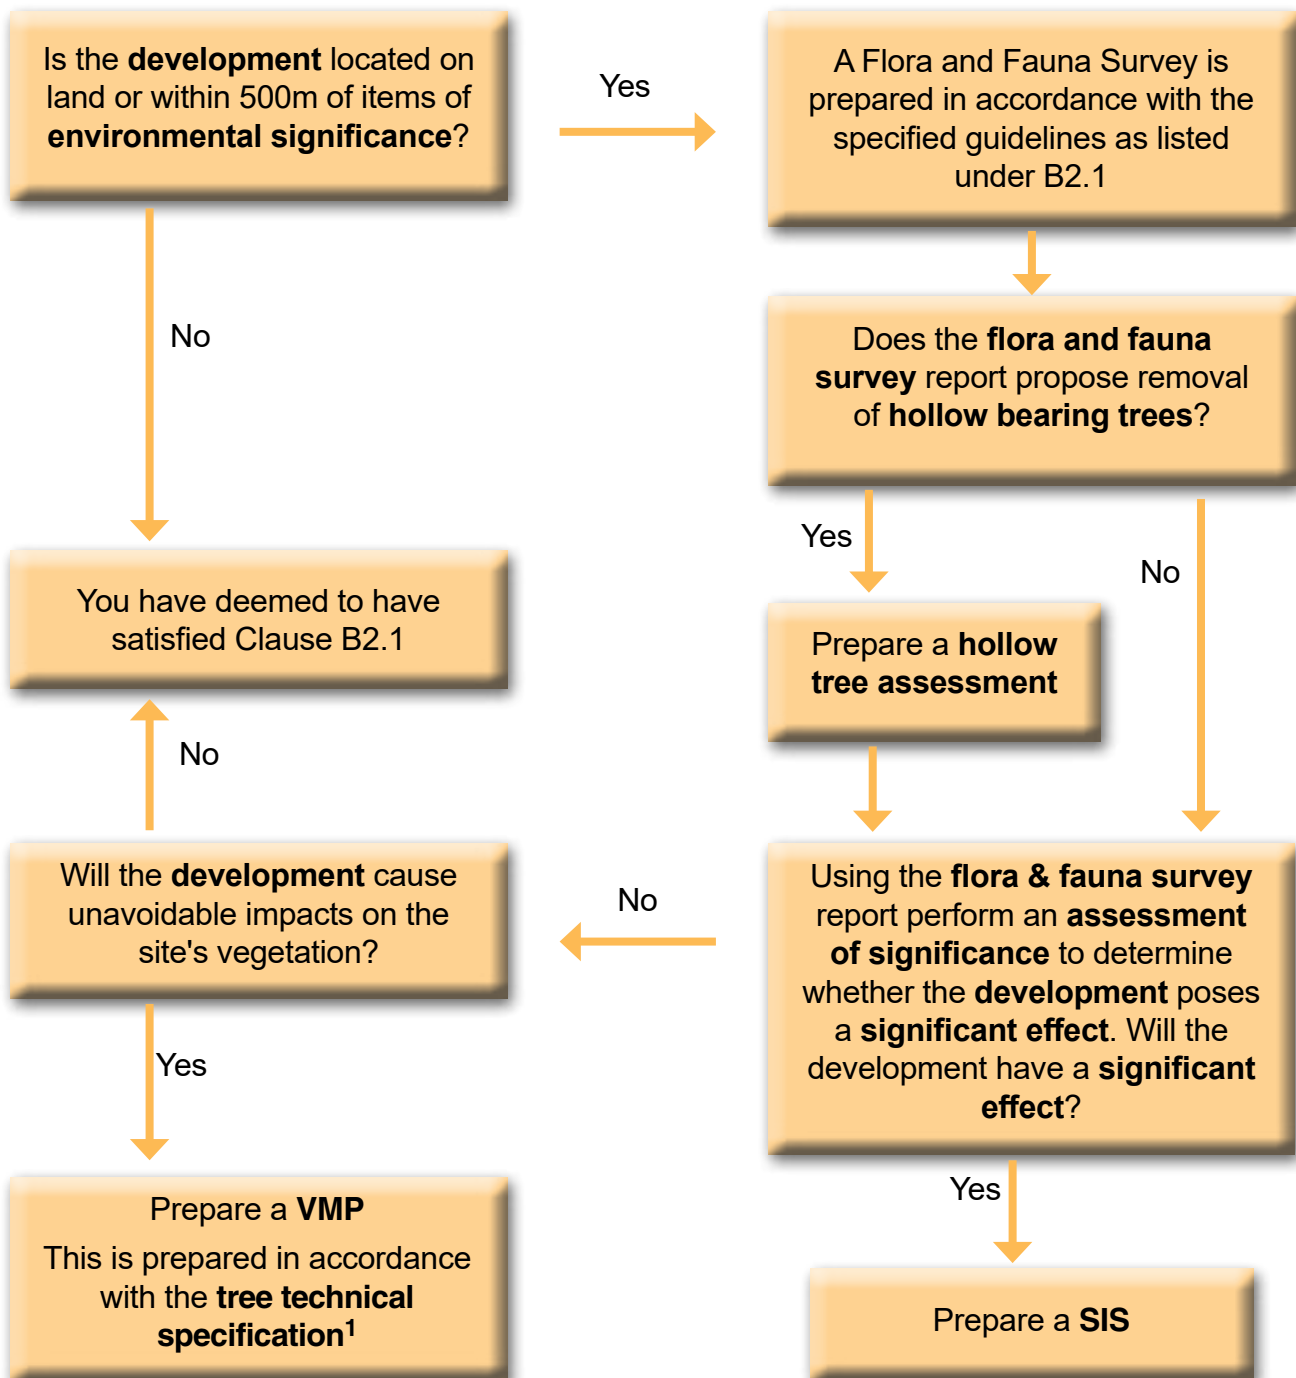 Is the development located on
land or within 500m of items of
environmental significance?
Yes
A Flora and Fauna Survey is
prepared in accordance with the
specified guidelines as listed
under B2.1
No
Does the flora and fauna
survey report propose removal
of hollow bearing trees?
Yes
No
You have deemed to have
satisfied Clause B2.1
Prepare a hollow
tree assessment
No
Will the development cause
unavoidable impacts on the
site's vegetation?
No
Using the flora & fauna survey
report perform an assessment
of significance to determine
whether the development poses
a significant effect. Will the
development have a significant
effect?
Yes
Yes
Prepare a VMP
This is prepared in accordance
with the tree technical
specification1
Prepare a SIS